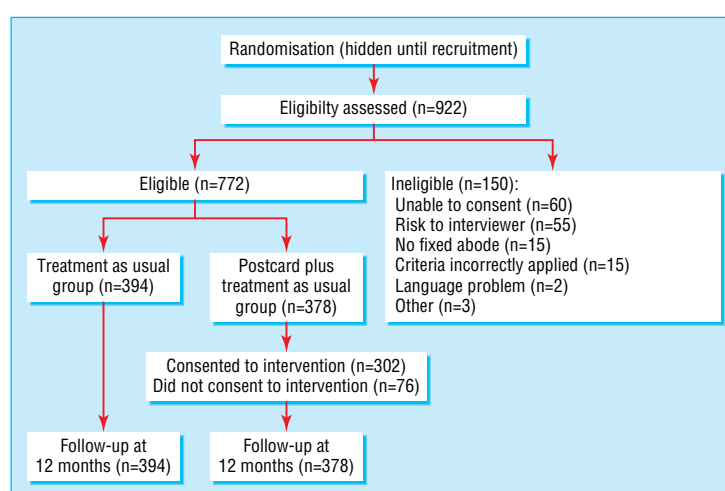 Randomisation (hidden until recruitment)
Eligibilty assessed (n=922)
Eligible (n=772)
Ineligible (n=150):
Unable to consent (n=60)
Risk to interviewer (n=55)
No fixed abode (n=15)
Criteria incorrectly applied (n=15)
Language problem (n=2)
Other (n=3)
Treatment as usual
group (n=394)
Postcard plus
treatment as usual
group (n=378)
Consented to intervention (n=302)
Did not consent to intervention (n=76)
Follow-up at
12 months (n=394)
Follow-up at
12 months (n=378)